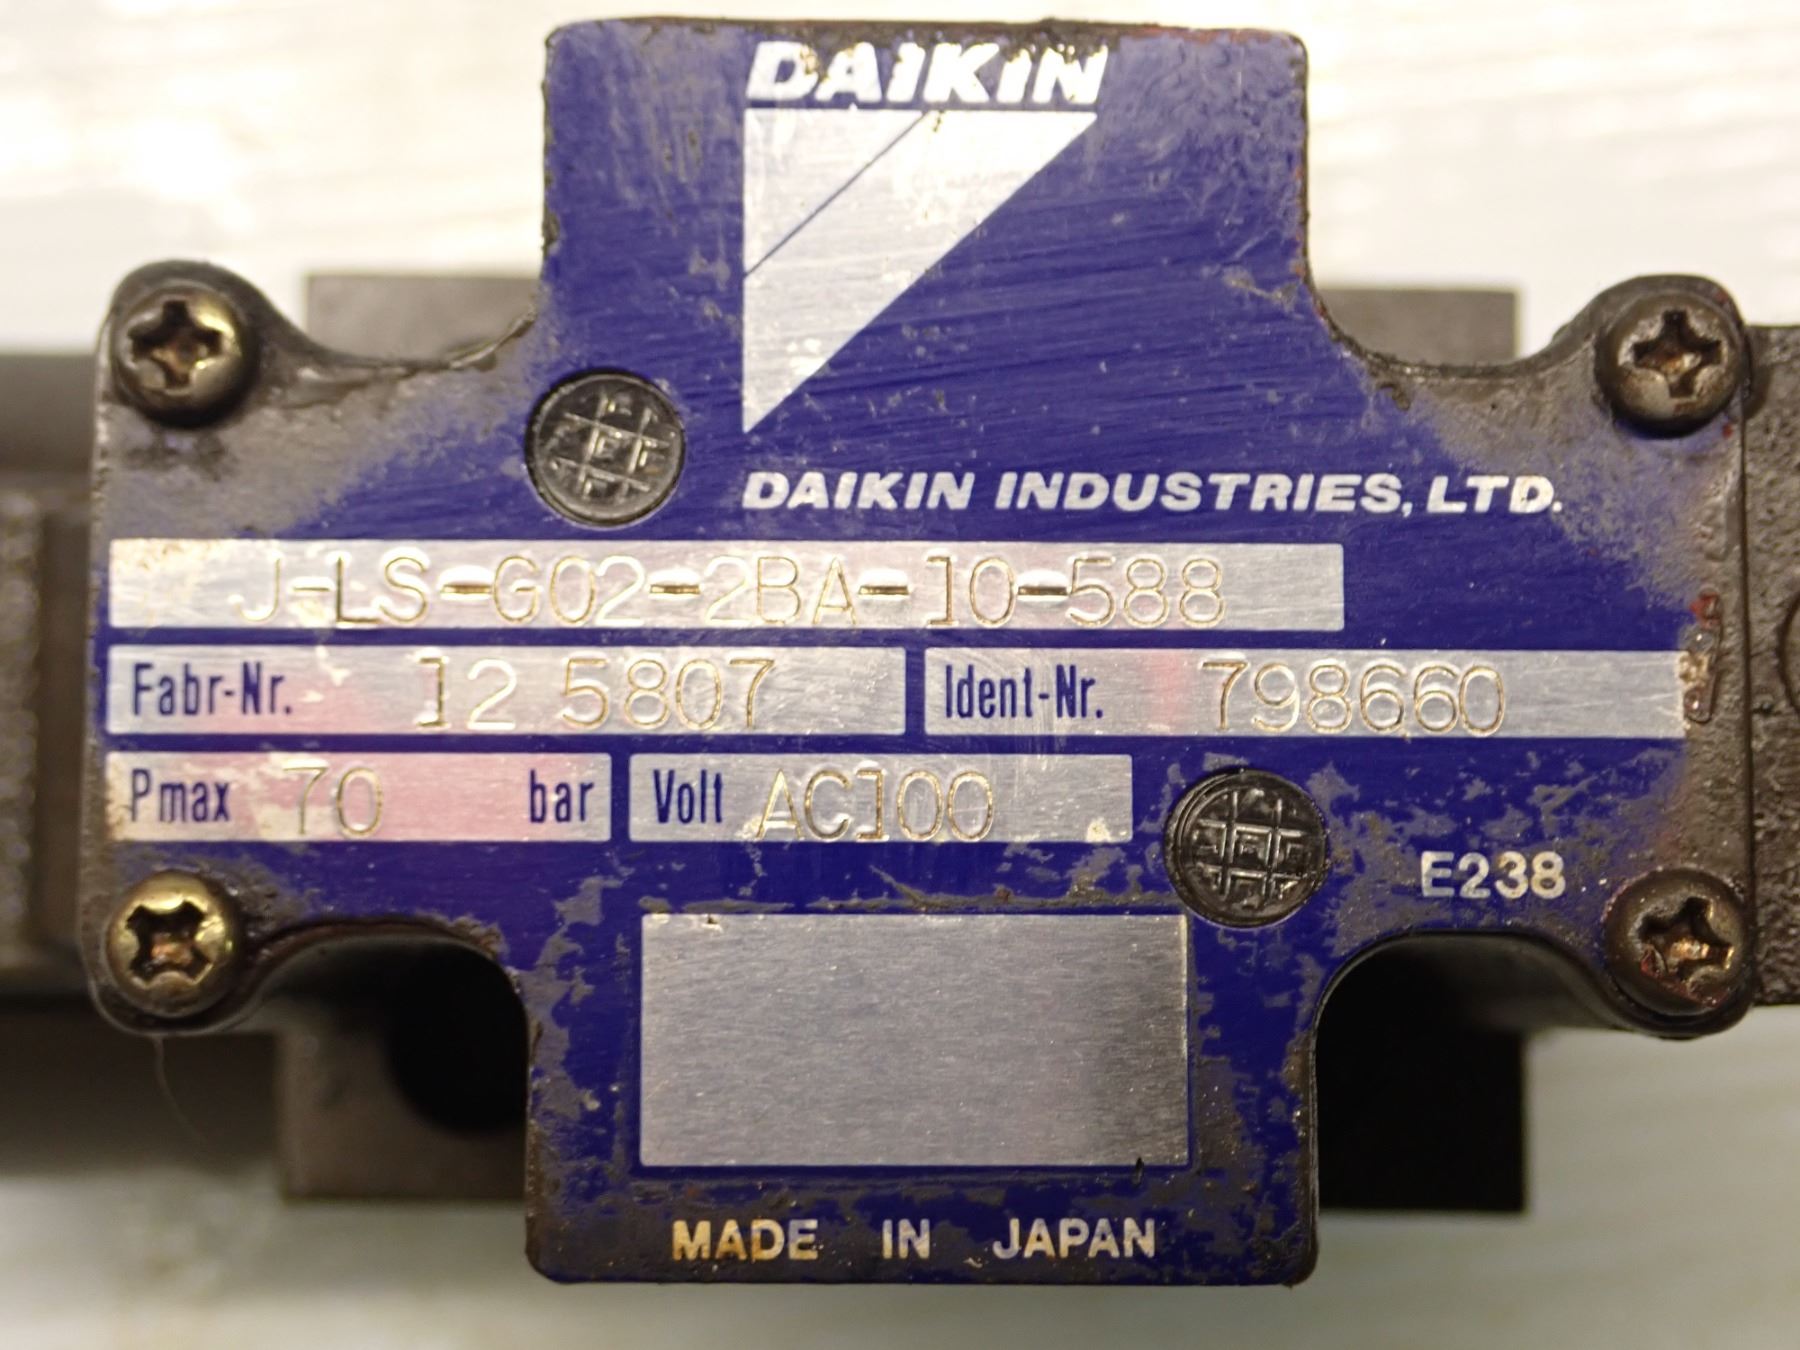 DAIKIN
DAIKIN INDUSTRIES, LTD.
J-LS-G02-2BA-10-588
Fabr-Nr. 12 5807 Ident-Nr. 798660
Pmax 70 bar Volt AC100
E238
MADE IN JAPAN